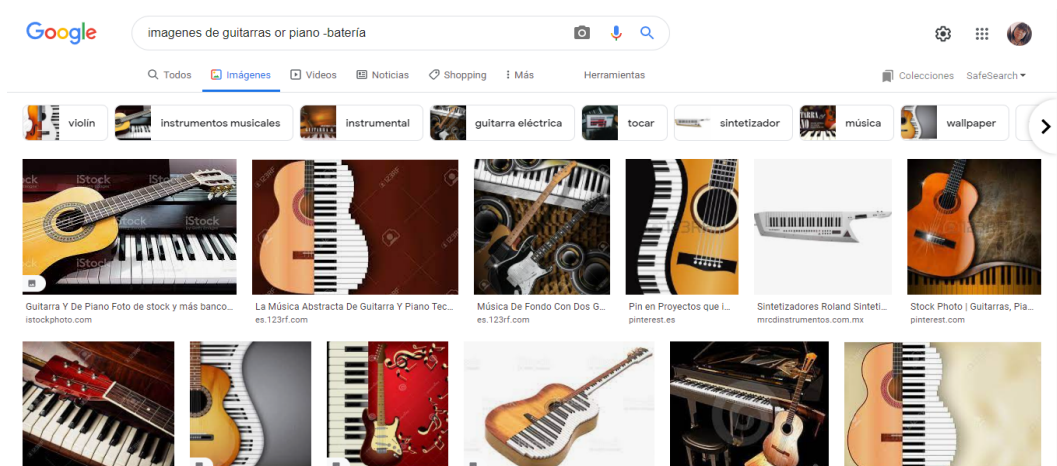 Google
imagenes de guitarras or piano -batería
Todos
Imágenes
Videos
Noticias
Shopping
Más
Herramientas
Colecciones
SafeSearch
violín
instrumentos musicales
instrumental
guitarra eléctrica
tocar
sintetizador
música
wallpaper
iStock
Guitarra Y De Piano Foto de stock y más banco...
istockphoto.com
La Música Abstracta De Guitarra Y Piano Tec...
es.123rf.com
Música De Fondo Con Dos G...
es.123rf.com
Pin en Proyectos que i...
pinterest.es
Sintetizadores Roland Sinteti...
mrcdinstrumentos.com.mx
Stock Photo | Guitarras, Pia...
pinterest.com